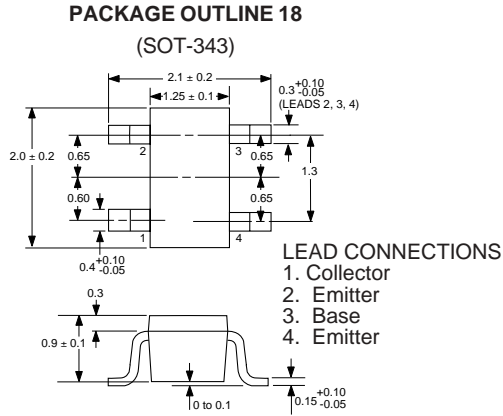 PACKAGE OUTLINE 18
(SOT-343)
2.1 ± 0.2
1.25 ± 0.1
0.3 +0.10 -0.05
(LEADS 2, 3, 4)
2
3
2.0 ± 0.2
0.65
0.65
1.3
0.60
0.65
1
4
0.4 +0.10 -0.05
LEAD CONNECTIONS
1. Collector
2. Emitter
3. Base
4. Emitter
0.3
0.9 ± 0.1
0 to 0.1
0.15 +0.10 -0.05